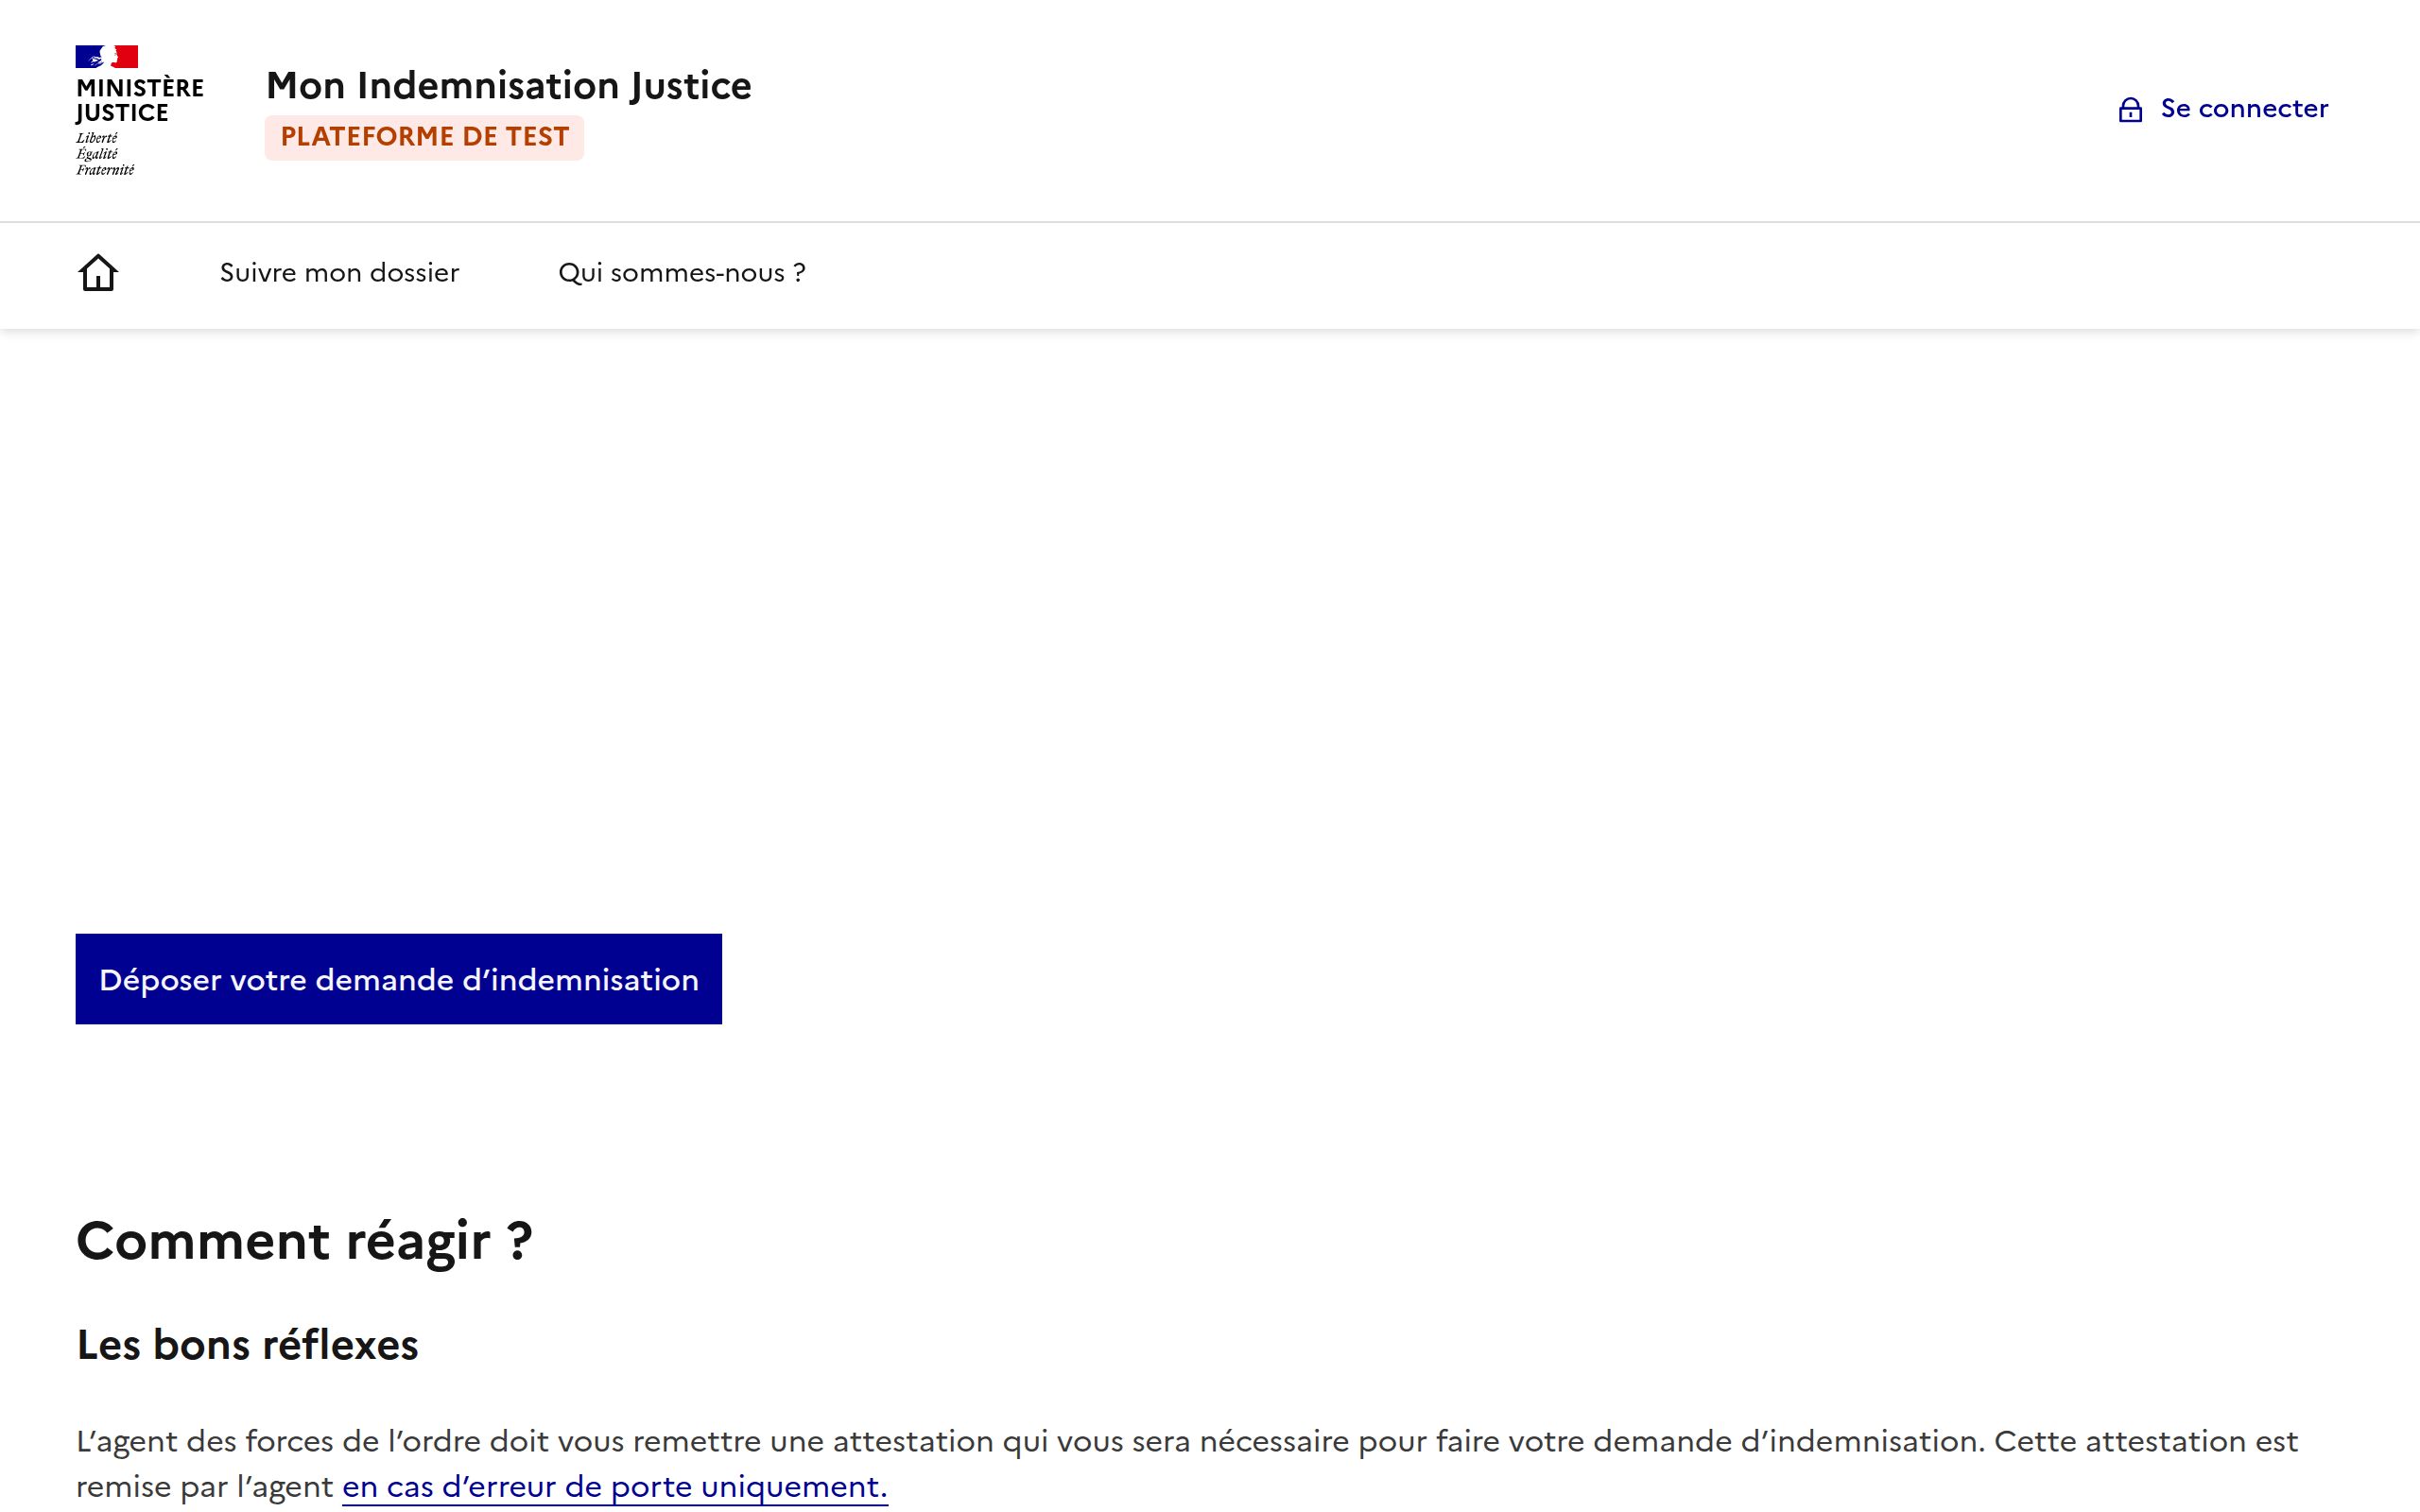 MINISTÈRE
JUSTICE
Liberté
Égalité
Fraternité
Mon Indemnisation Justice
PLATEFORME DE TEST
Se connecter
Suivre mon dossier
Qui sommes-nous ?
Déposer votre demande d’indemnisation
Comment réagir ?
Les bons réflexes
L’agent des forces de l’ordre doit vous remettre une attestation qui vous sera nécessaire pour faire votre demande d’indemnisation. Cette attestation est
remise par l’agent en cas d’erreur de porte uniquement.